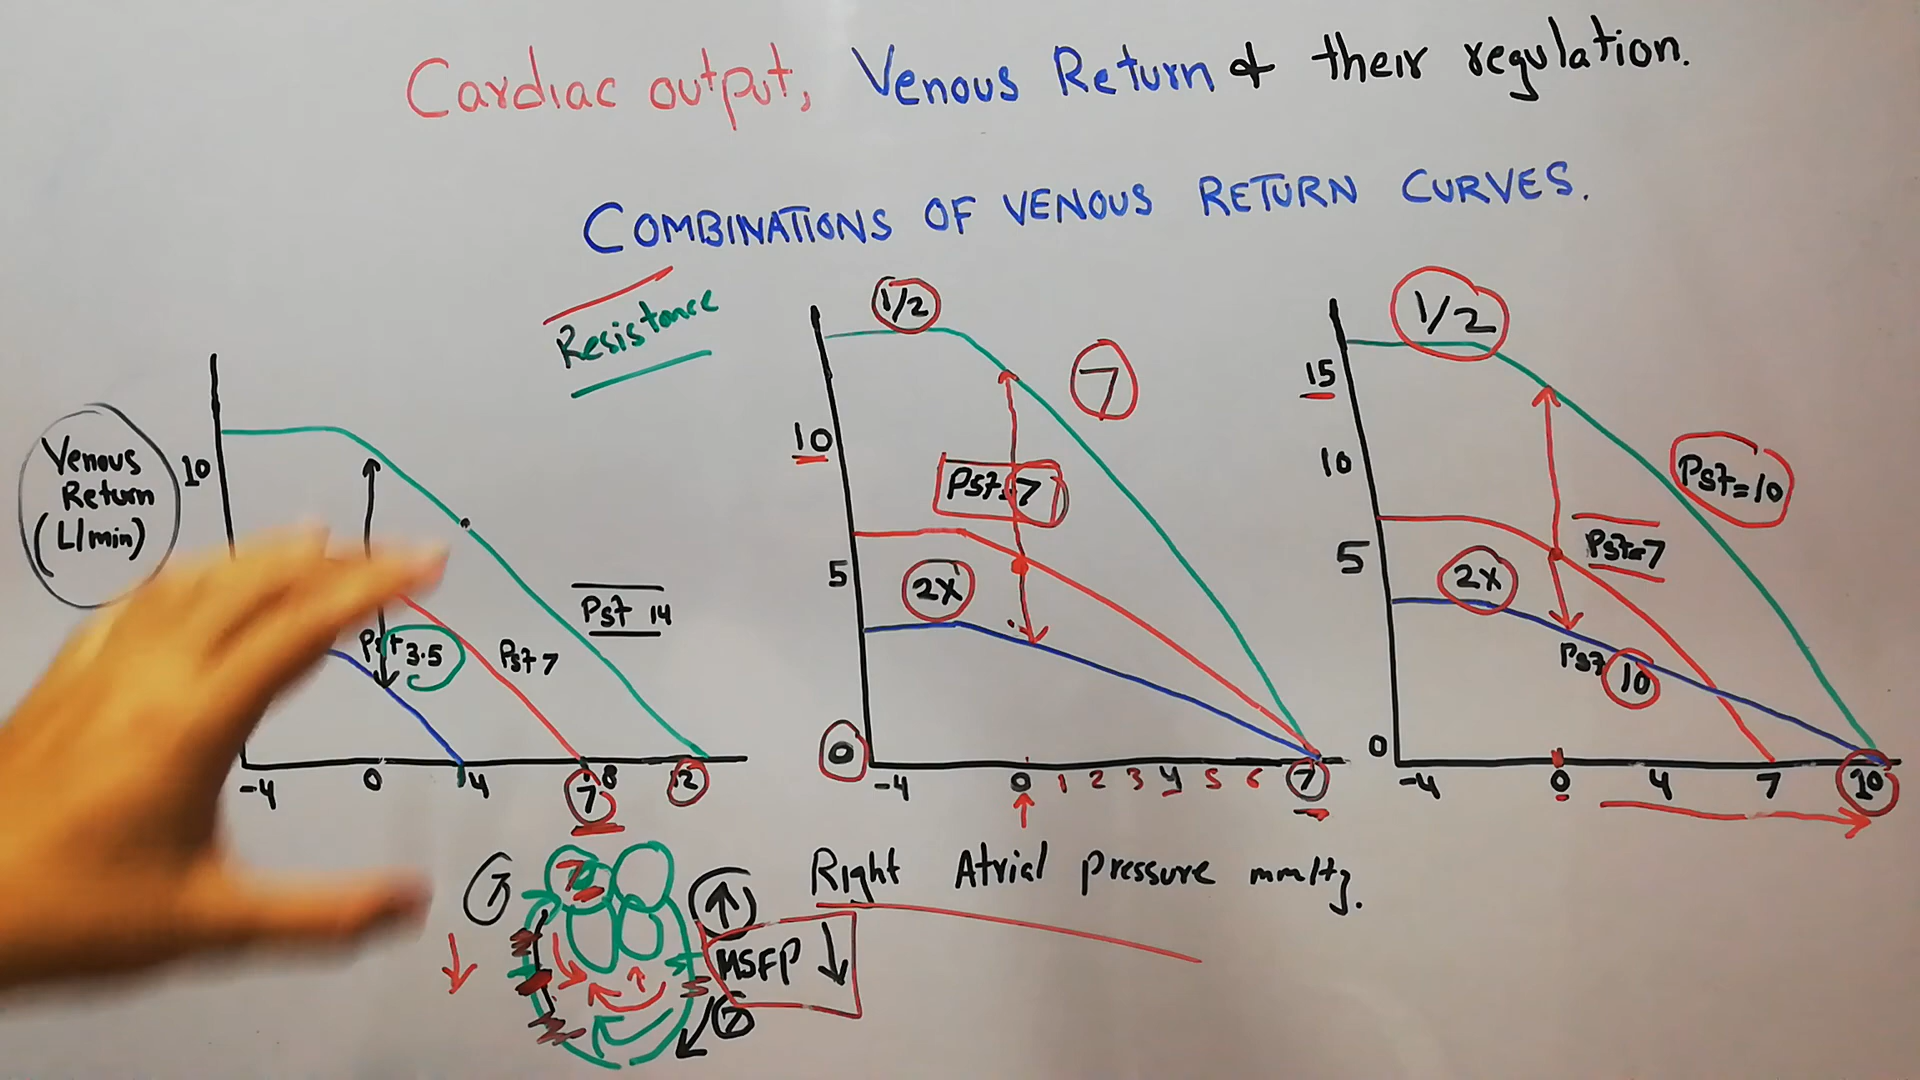 Cardiac output, Venous Return & their regulation.
COMBINATIONS OF VENOUS RETURN CURVES.
Resistance
Venous
Return
(L/min)
10
Pst 14
Pst 3.5
Pst 7
-4 0 4 7 8 12
1/2
7
10
Pst=7
5
2X
0
-4 0 1 2 3 4 5 6 7
1/2
15
Pst=10
10
5
Pst=7
2X
Pst 10
0
-4 0 4 7 10
Right Atrial pressure mmHg.
7
7
MSFP
7